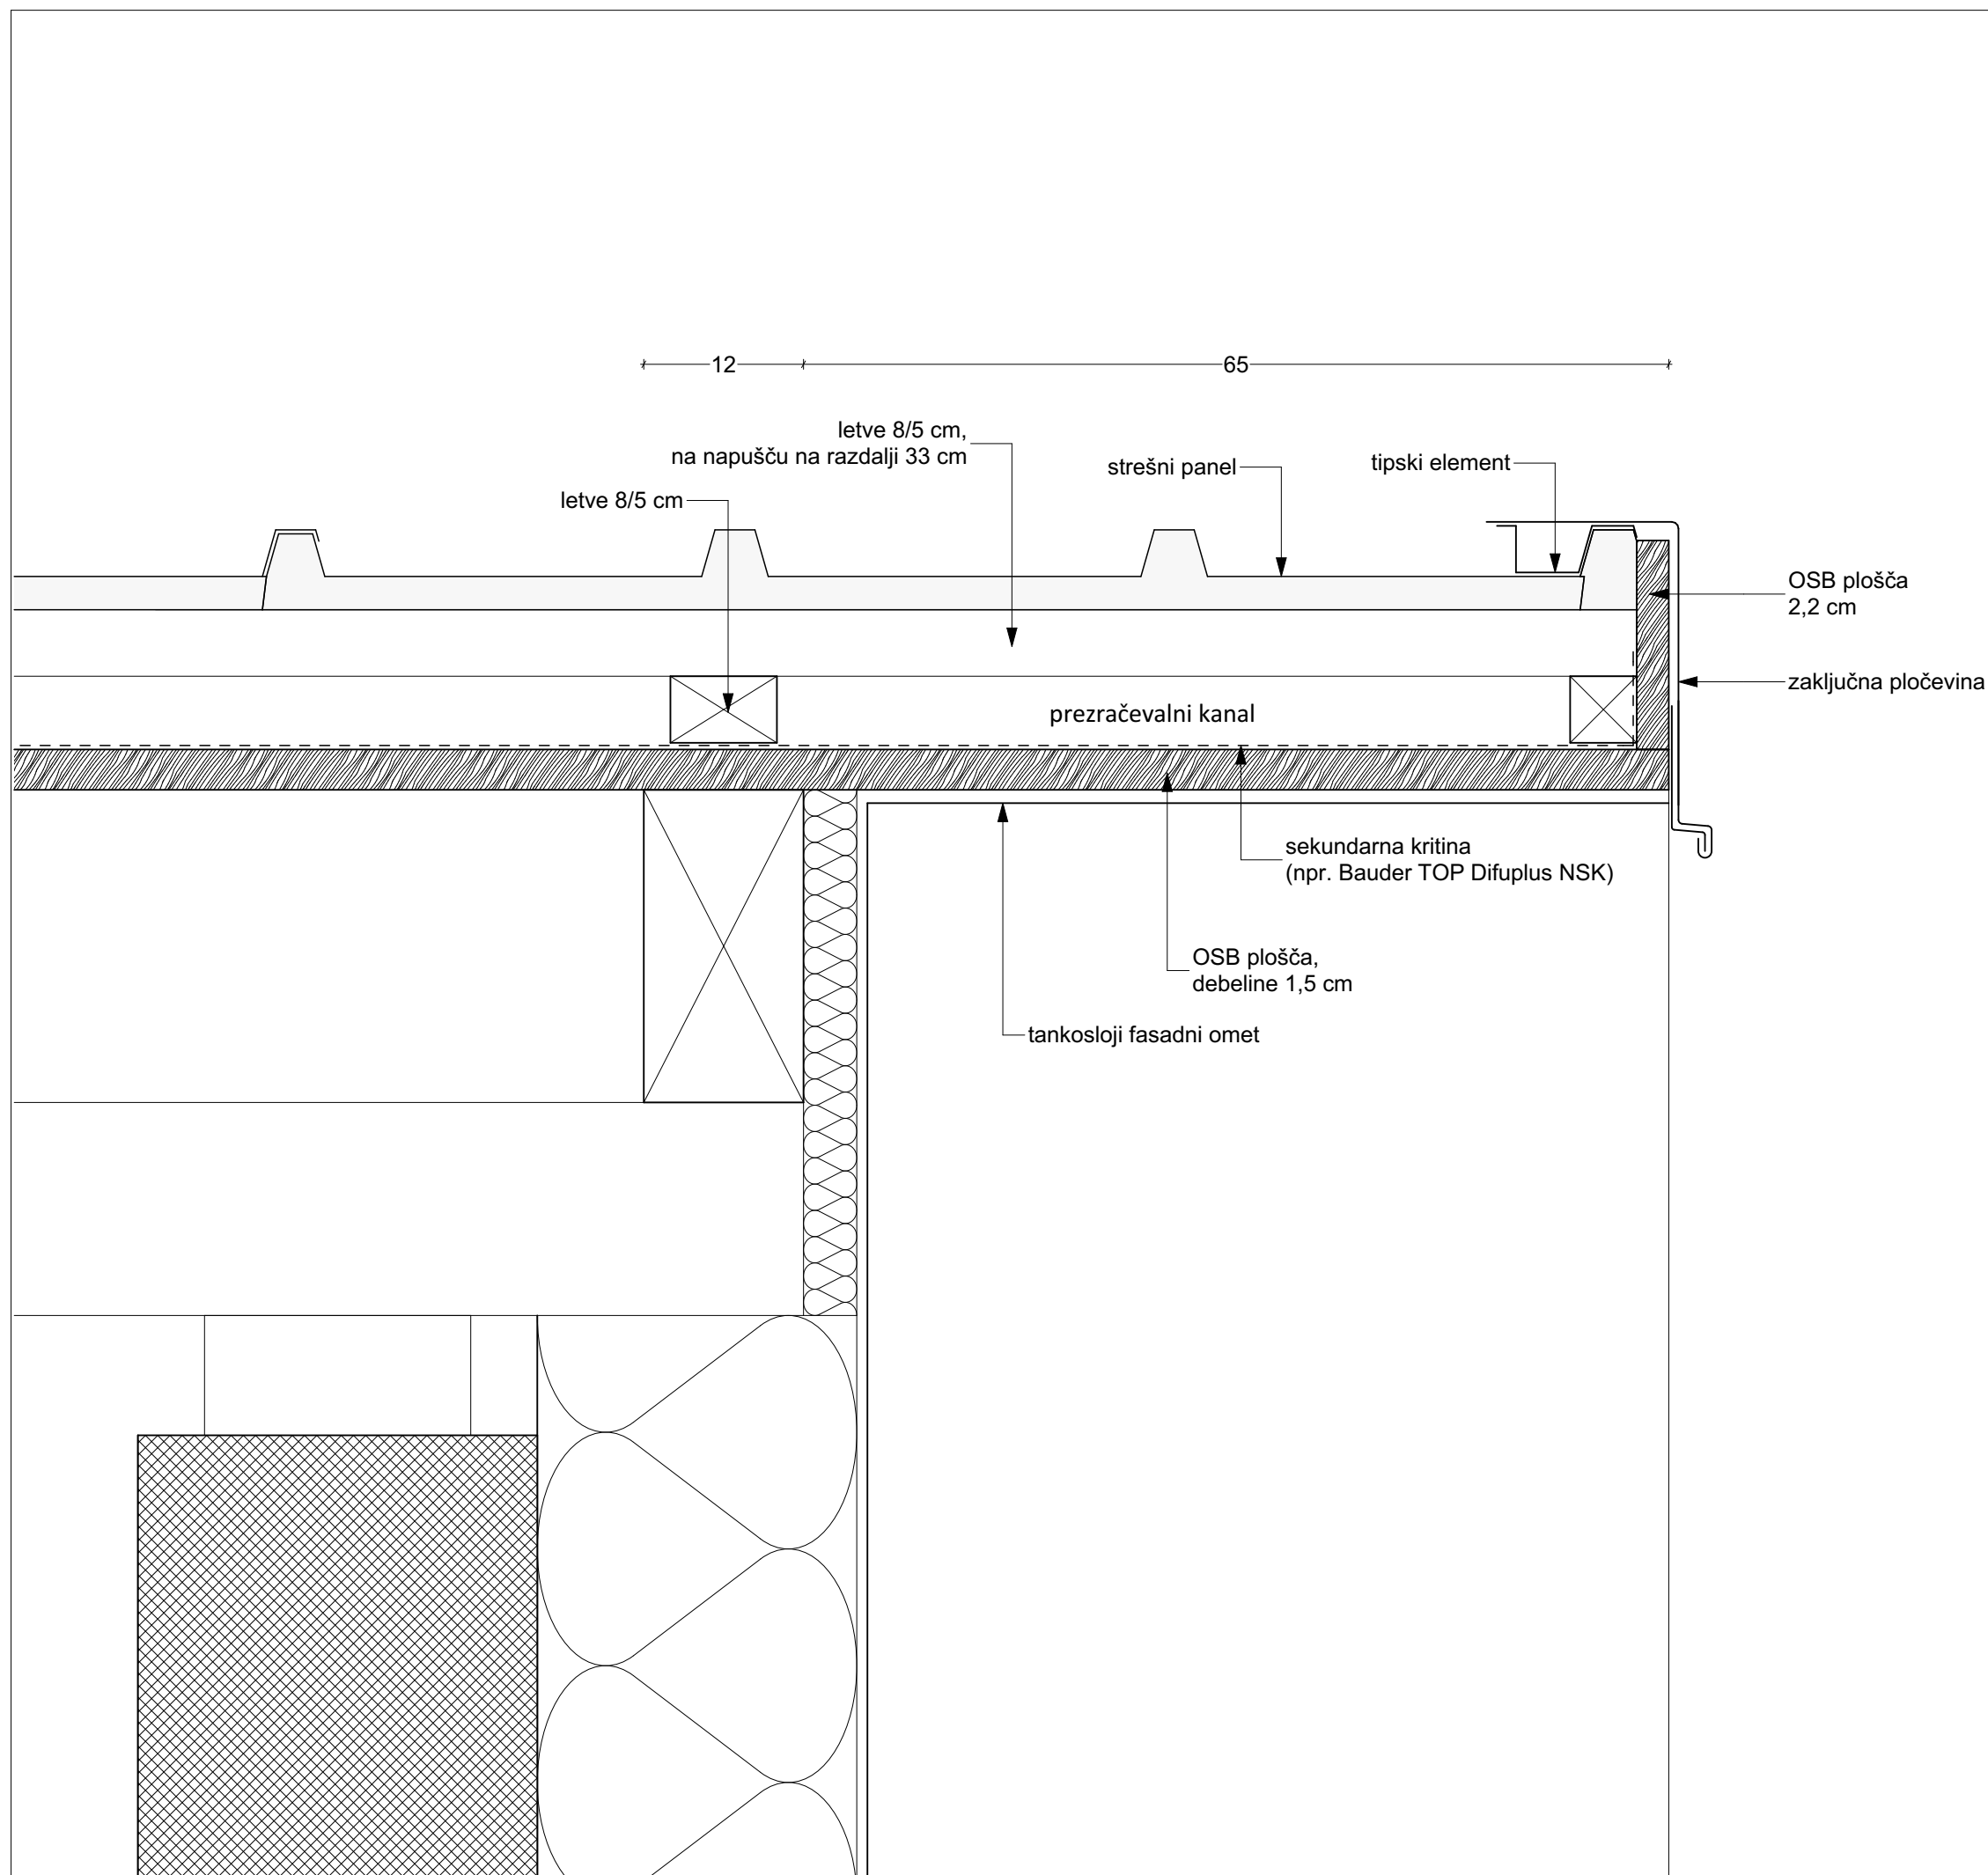 12
65
letve 8/5 cm,
na napušču na razdalji 33 cm
strešni panel
tipski element
letve 8/5 cm
OSB plošča
2,2 cm
zaključna pločevina
prezračevalni kanal
sekundarna kritina
(npr. Bauder TOP Difuplus NSK)
OSB plošča,
debeline 1,5 cm
tankosloji fasadni omet